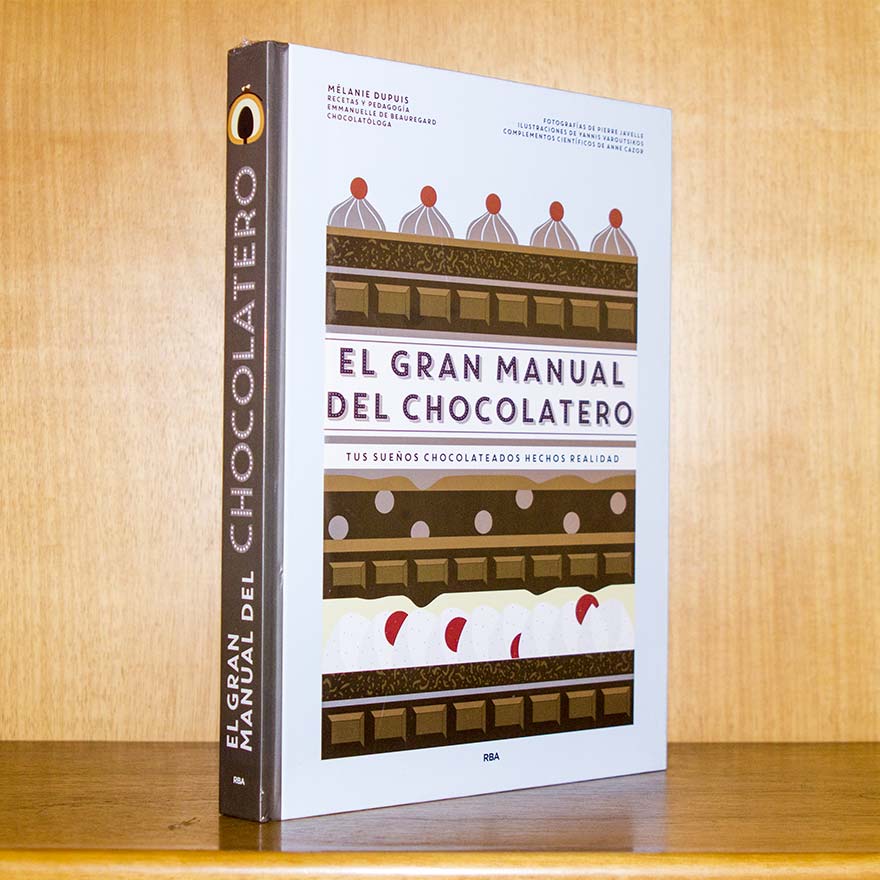 EL GRAN
MANUAL DEL CHOCOLATERO
RBA
MÉLANIE DUPUIS
RECETAS Y PEDAGOGÍA
EMMANUELLE DE BEAUREGARD
CHOCOLATÓLOGA
FOTOGRAFÍAS DE PIERRE JAVELLE
ILUSTRACIONES DE YANNIS VAROUTSIKOS
COMPLEMENTOS CIENTÍFICOS DE ANNE CAZOR
EL GRAN MANUAL
DEL CHOCOLATERO
TUS SUEÑOS CHOCOLATEADOS HECHOS REALIDAD
RBA